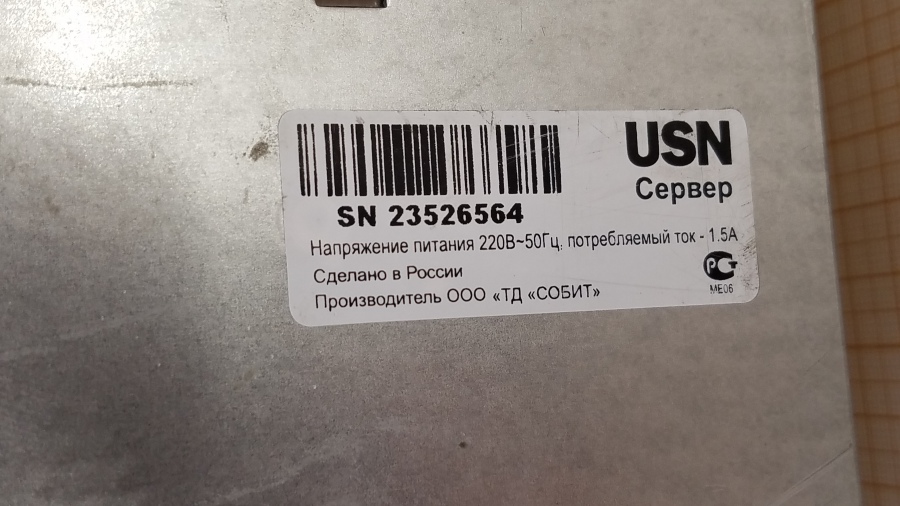 USN
Сервер
SN 23526564
Напряжение питания 220В~50Гц, потребляемый ток - 1.5А
Сделано в России
Производитель ООО «ТД «СОБИТ»
РСТ
МЕ06